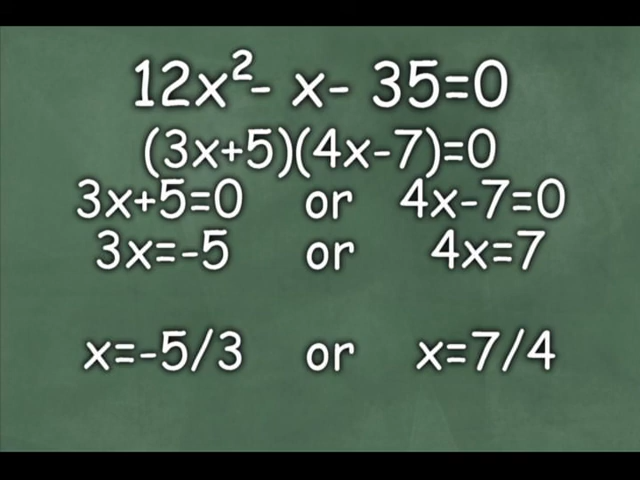 12x²- x- 35=0
(3x+5)(4x-7)=0
3x+5=0 or 4x-7=0
3x=-5 or 4x=7
x=-5/3 or x=7/4